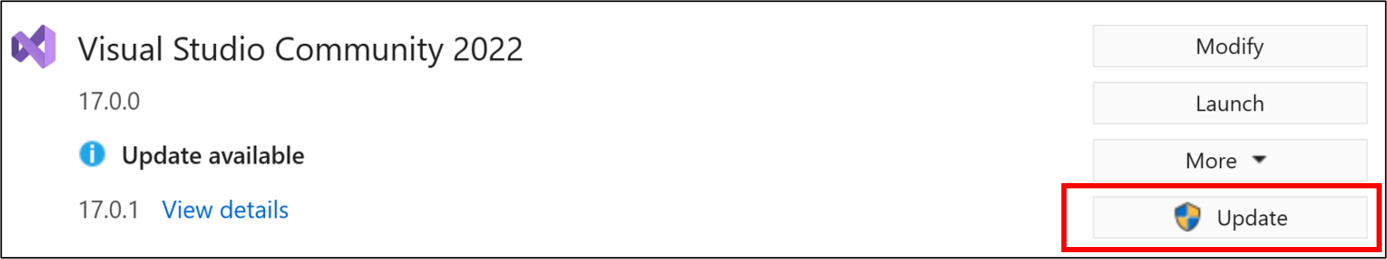 Visual Studio Community 2022
17.0.0
Update available
17.0.1 View details
Modify
Launch
More
Update